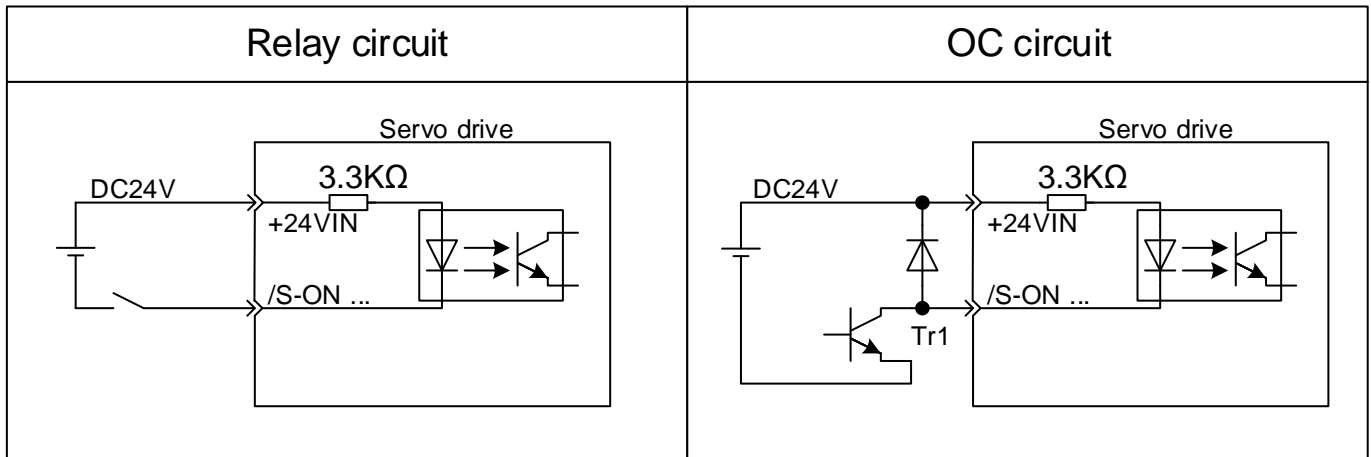 Relay circuit
OC circuit
Servo drive
3.3KΩ
DC24V
+24VIN
/S-ON ...
Servo drive
3.3KΩ
DC24V
+24VIN
/S-ON ...
Tr1